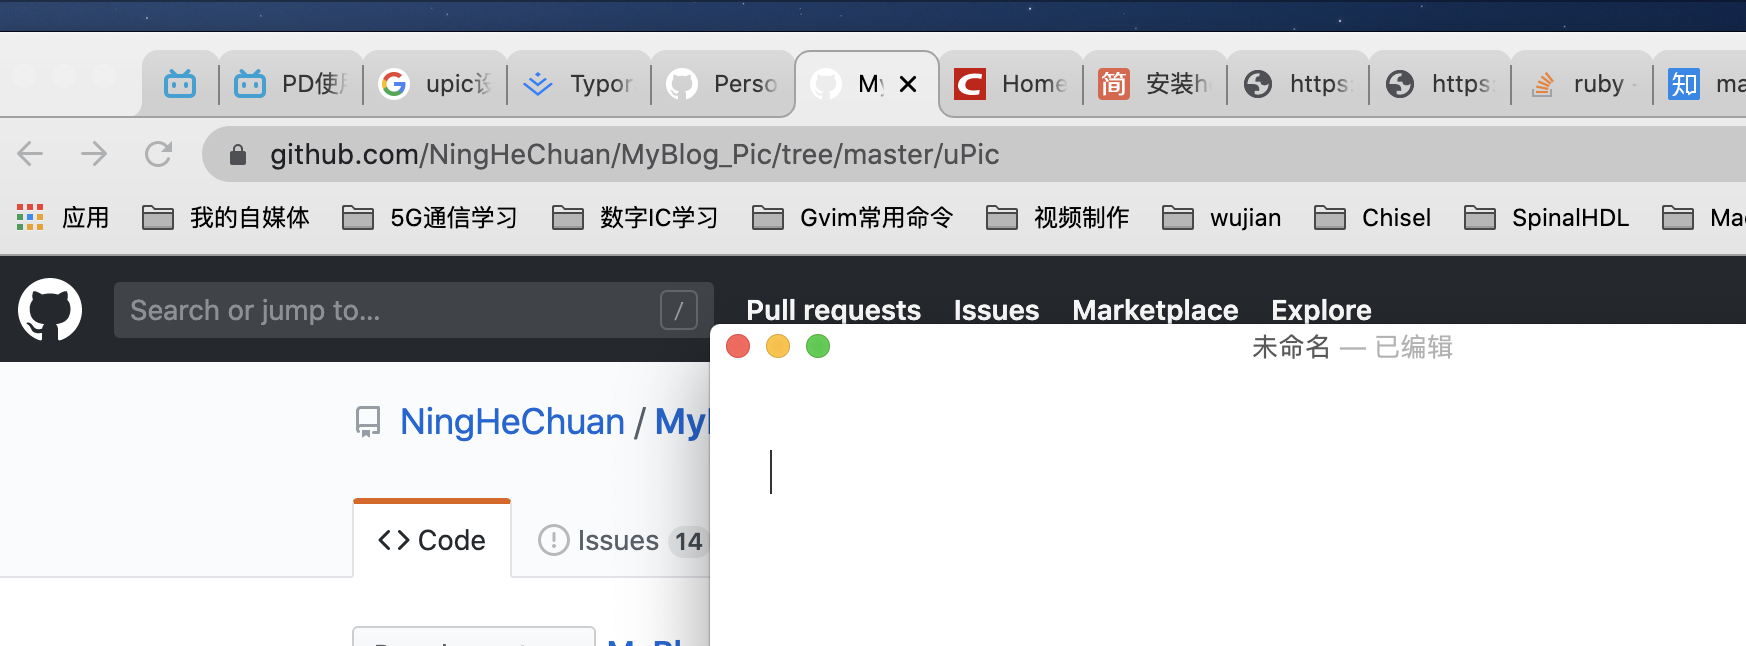 PD使用 upic设 Typor Perso My Home 安装h https: https: ruby - 知 ma
github.com/NingHeChuan/MyBlog_Pic/tree/master/uPic
应用 我的自媒体 5G通信学习 数字IC学习 Gvim常用命令 视频制作 wujian Chisel SpinalHDL Mac
Search or jump to... / Pull requests Issues Marketplace Explore
未命名 — 已编辑
NingHeChuan / My
Code Issues 14